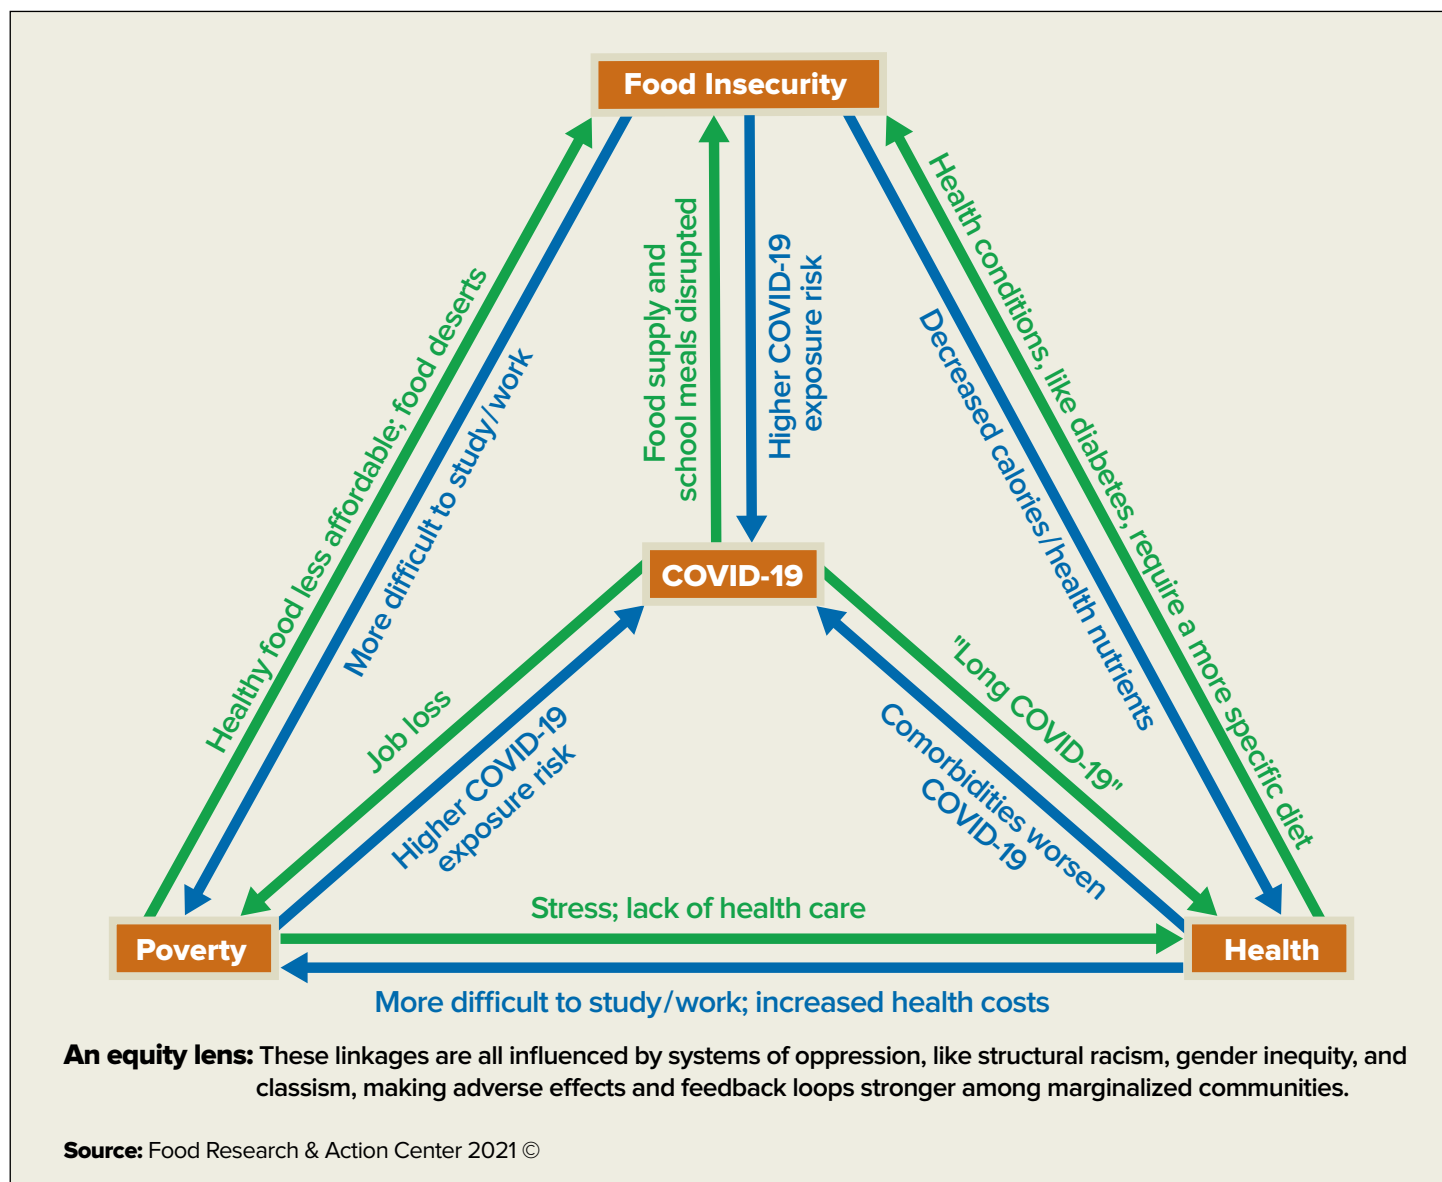 Food Insecurity
Healthy food less affordable; food deserts
More difficult to study/work
Food supply and
school meals disrupted
Higher COVID-19
exposure risk
Decreased calories/health nutrients
Health conditions, like diabetes, require a more specific diet
COVID-19
Job loss
Higher COVID-19
exposure risk
"Long COVID-19"
Comorbidities worsen
COVID-19
Stress; lack of health care
Poverty
Health
More difficult to study/work; increased health costs
An equity lens: These linkages are all influenced by systems of oppression, like structural racism, gender inequity, and
classism, making adverse effects and feedback loops stronger among marginalized communities.
Source: Food Research & Action Center 2021 ©